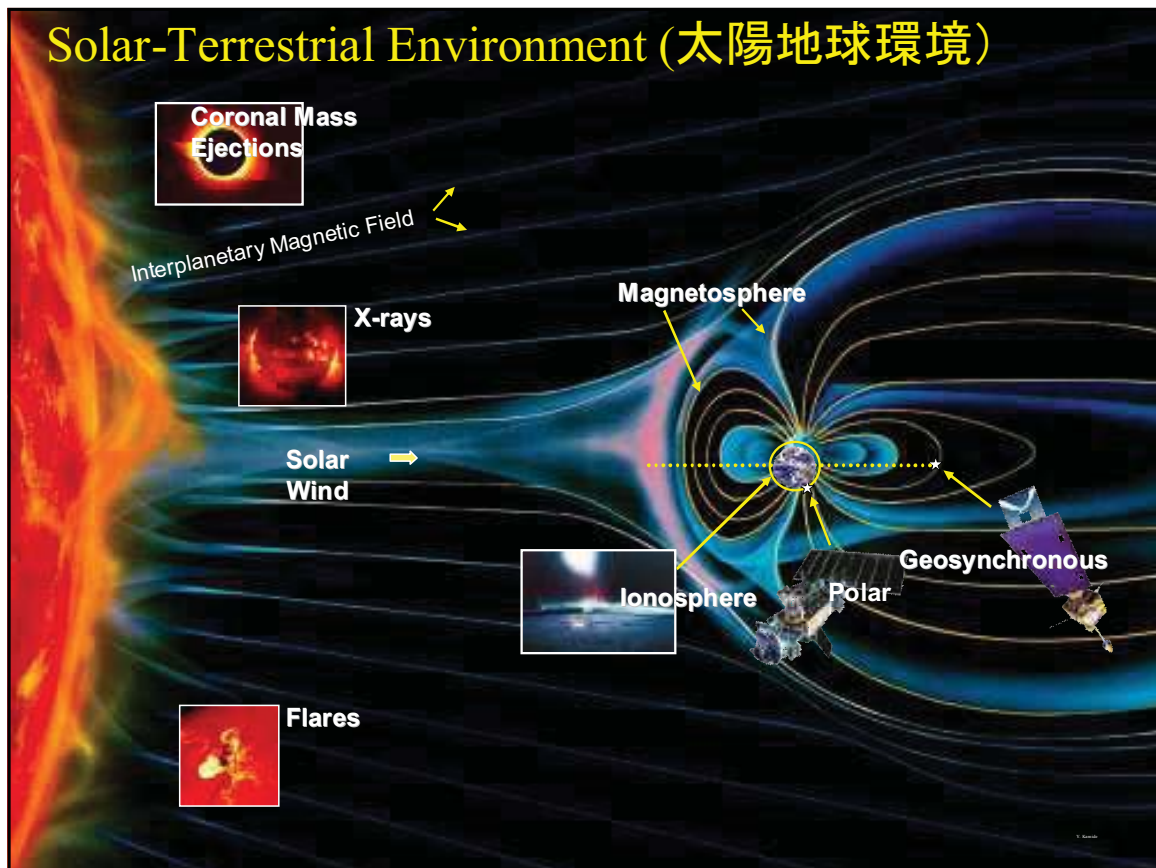 Solar-Terrestrial Environment (太陽地球環境）
Coronal Mass
Ejections
Interplanetary Magnetic Field
Magnetosphere
X-rays
Solar
Wind
Geosynchronous
Ionosphere
Polar
Flares
Y. Kamide